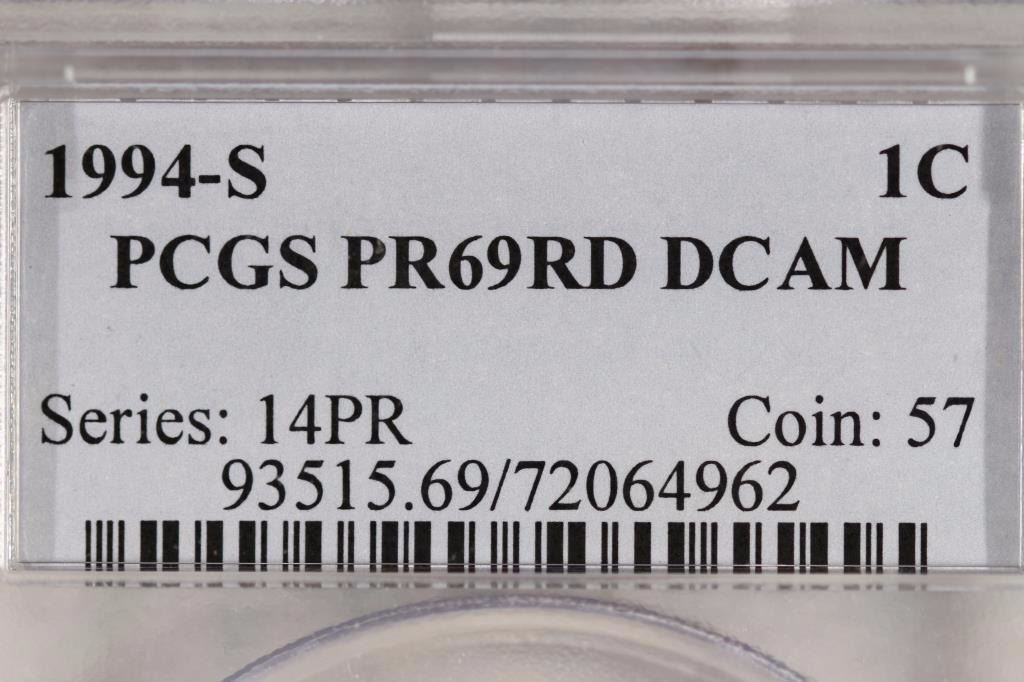 1994-S 1C
PCGS PR69RD DCAM
Series: 14PR Coin: 57
93515.69/72064962